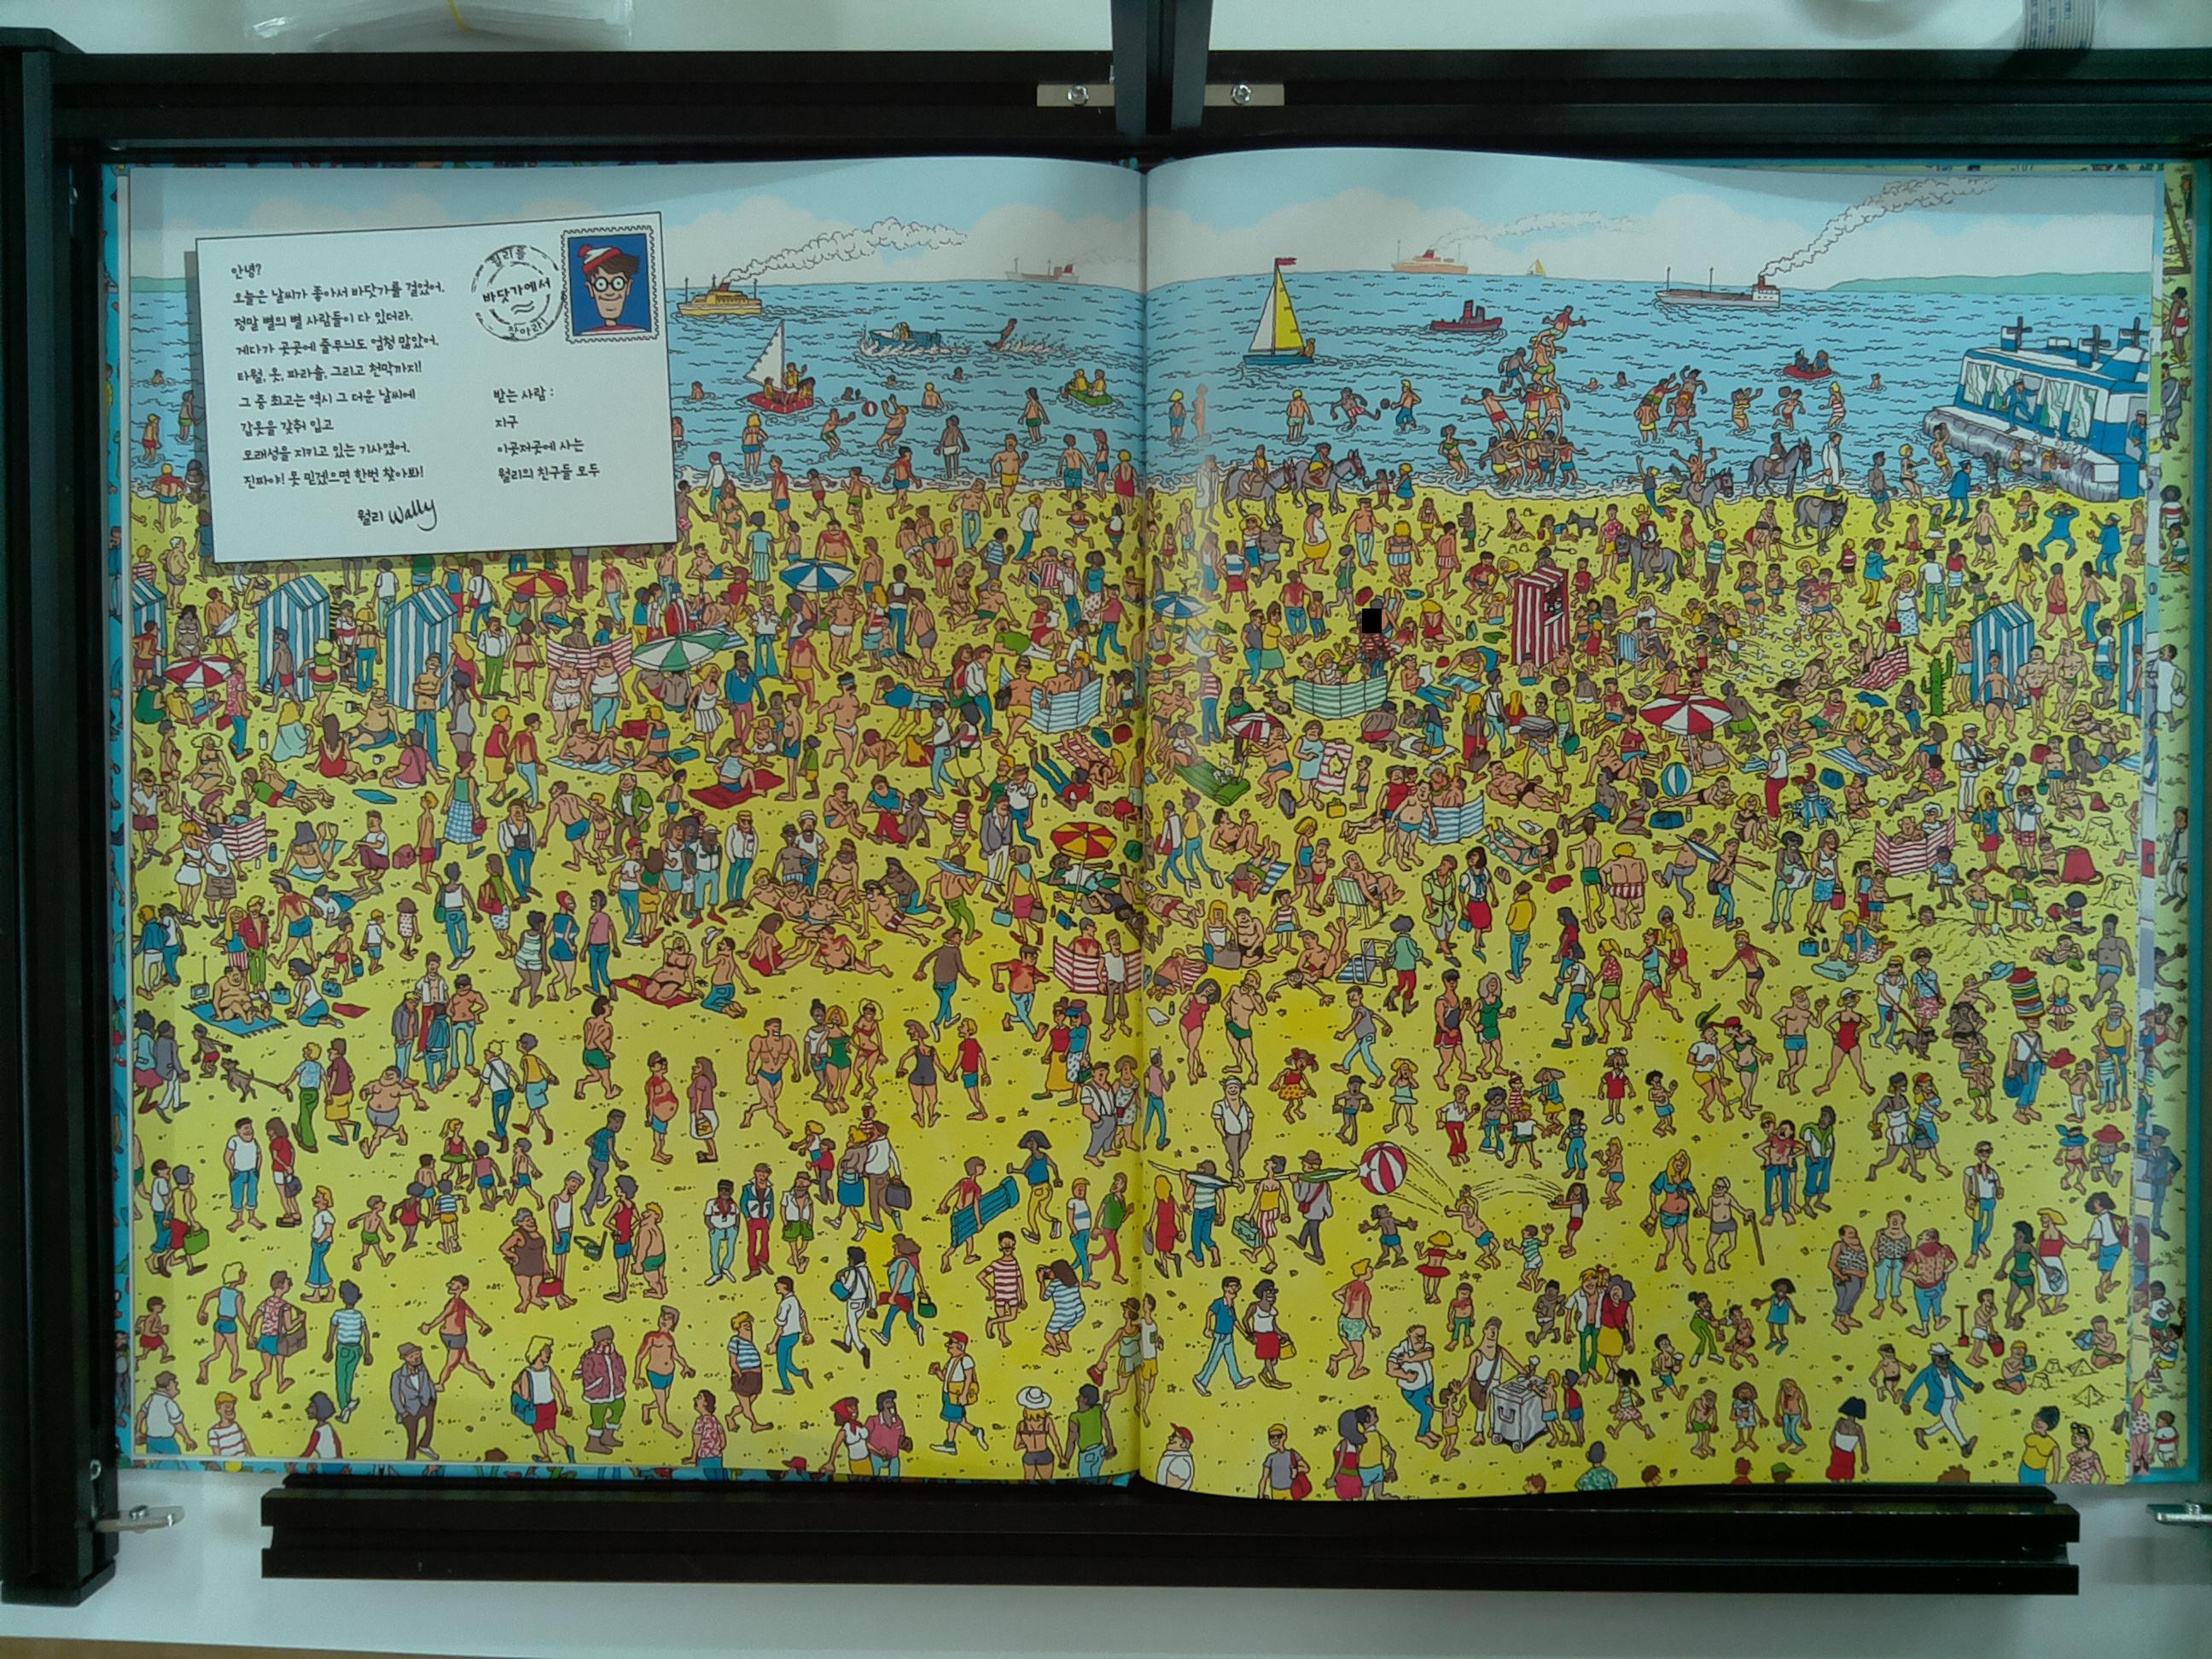 안녕?
오늘은 날씨가 좋아서 바닷가를 걸었어.
정말 별의 별 사람들이 다 있더라.
게다가 곳곳에 줄무늬도 엄청 많았어.
타월, 옷, 파라솔, 그리고 천막까지!
그 중 최고는 역시 그 더운 날씨에
갑옷을 갖춰 입고
모래성을 지키고 있는 기사였어.
진짜야! 못 믿겠으면 한번 찾아봐!
월리 Wally
월리를
바닷가에서
찾아라!
받는 사람 :
지구
이곳저곳에 사는
월리의 친구들 모두